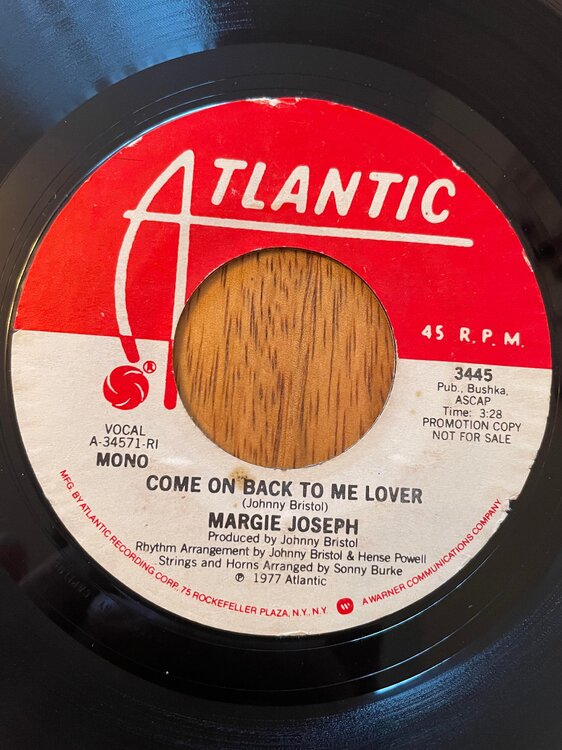 ATLANTIC
®
45 R.P.M.
3445
Pub., Bushka,
ASCAP
Time: 3:28
PROMOTION COPY
NOT FOR SALE
VOCAL
A-34571-RI
MONO
COME ON BACK TO ME LOVER
(Johnny Bristol)
MARGIE JOSEPH
Produced by Johnny Bristol
Rhythm Arrangement by Johnny Bristol & Hense Powell
Strings and Horns Arranged by Sonny Burke
℗ 1977 Atlantic
MFG. BY ATLANTIC RECORDING CORP., 75 ROCKEFELLER PLAZA, N.Y., N.Y. A WARNER COMMUNICATIONS COMPANY